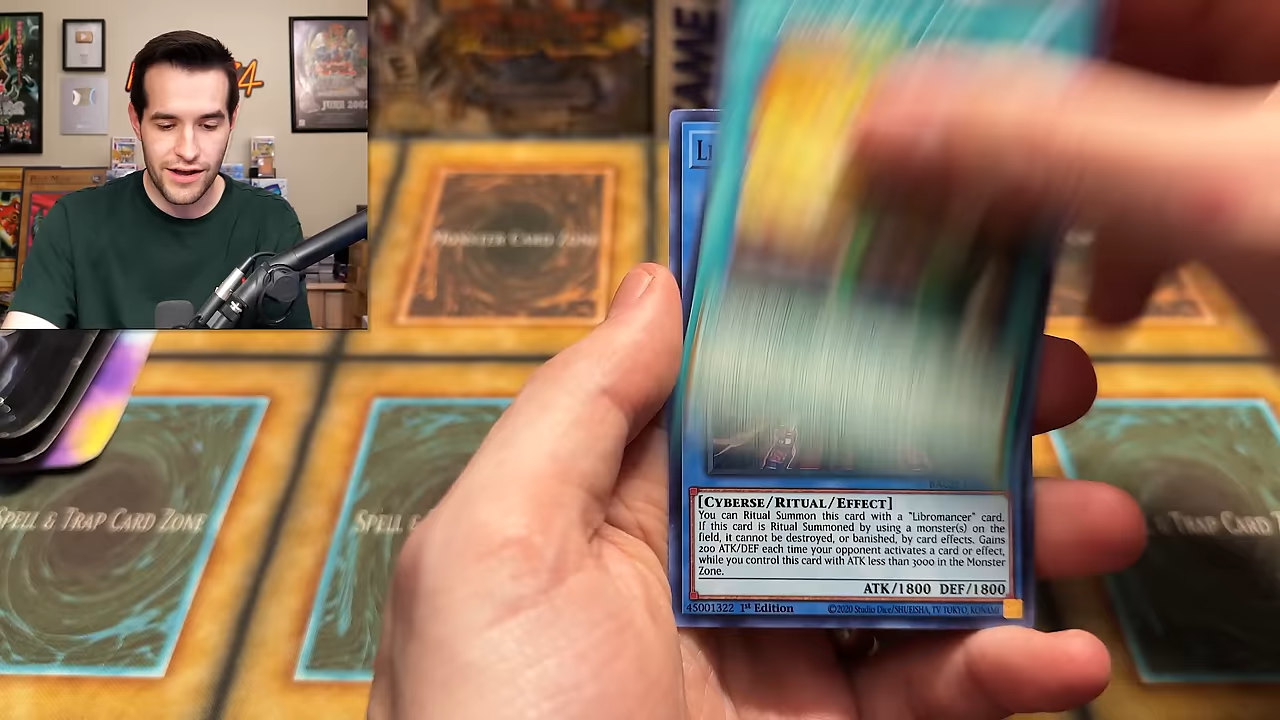 JUNE 2002
GAME
MONSTER CARD ZONE
LI
[CYBERSE/RITUAL/EFFECT]
You can Ritual Summon this card with a "Libromancer" card.
If this card is Ritual Summoned by using a monster(s) on the
field, it cannot be destroyed, or banished, by card effects. Gains
200 ATK/DEF each time your opponent activates a card or effect,
while you control this card with ATK less than 3000 in the Monster
Zone.
ATK/1800 DEF/1800
45001322 1st Edition ©2020 Studio Dice/SHUEISHA, TV TOKYO, KONAMI
SPELL & TRAP CARD ZONE
SPELL &
& TRAP CARD